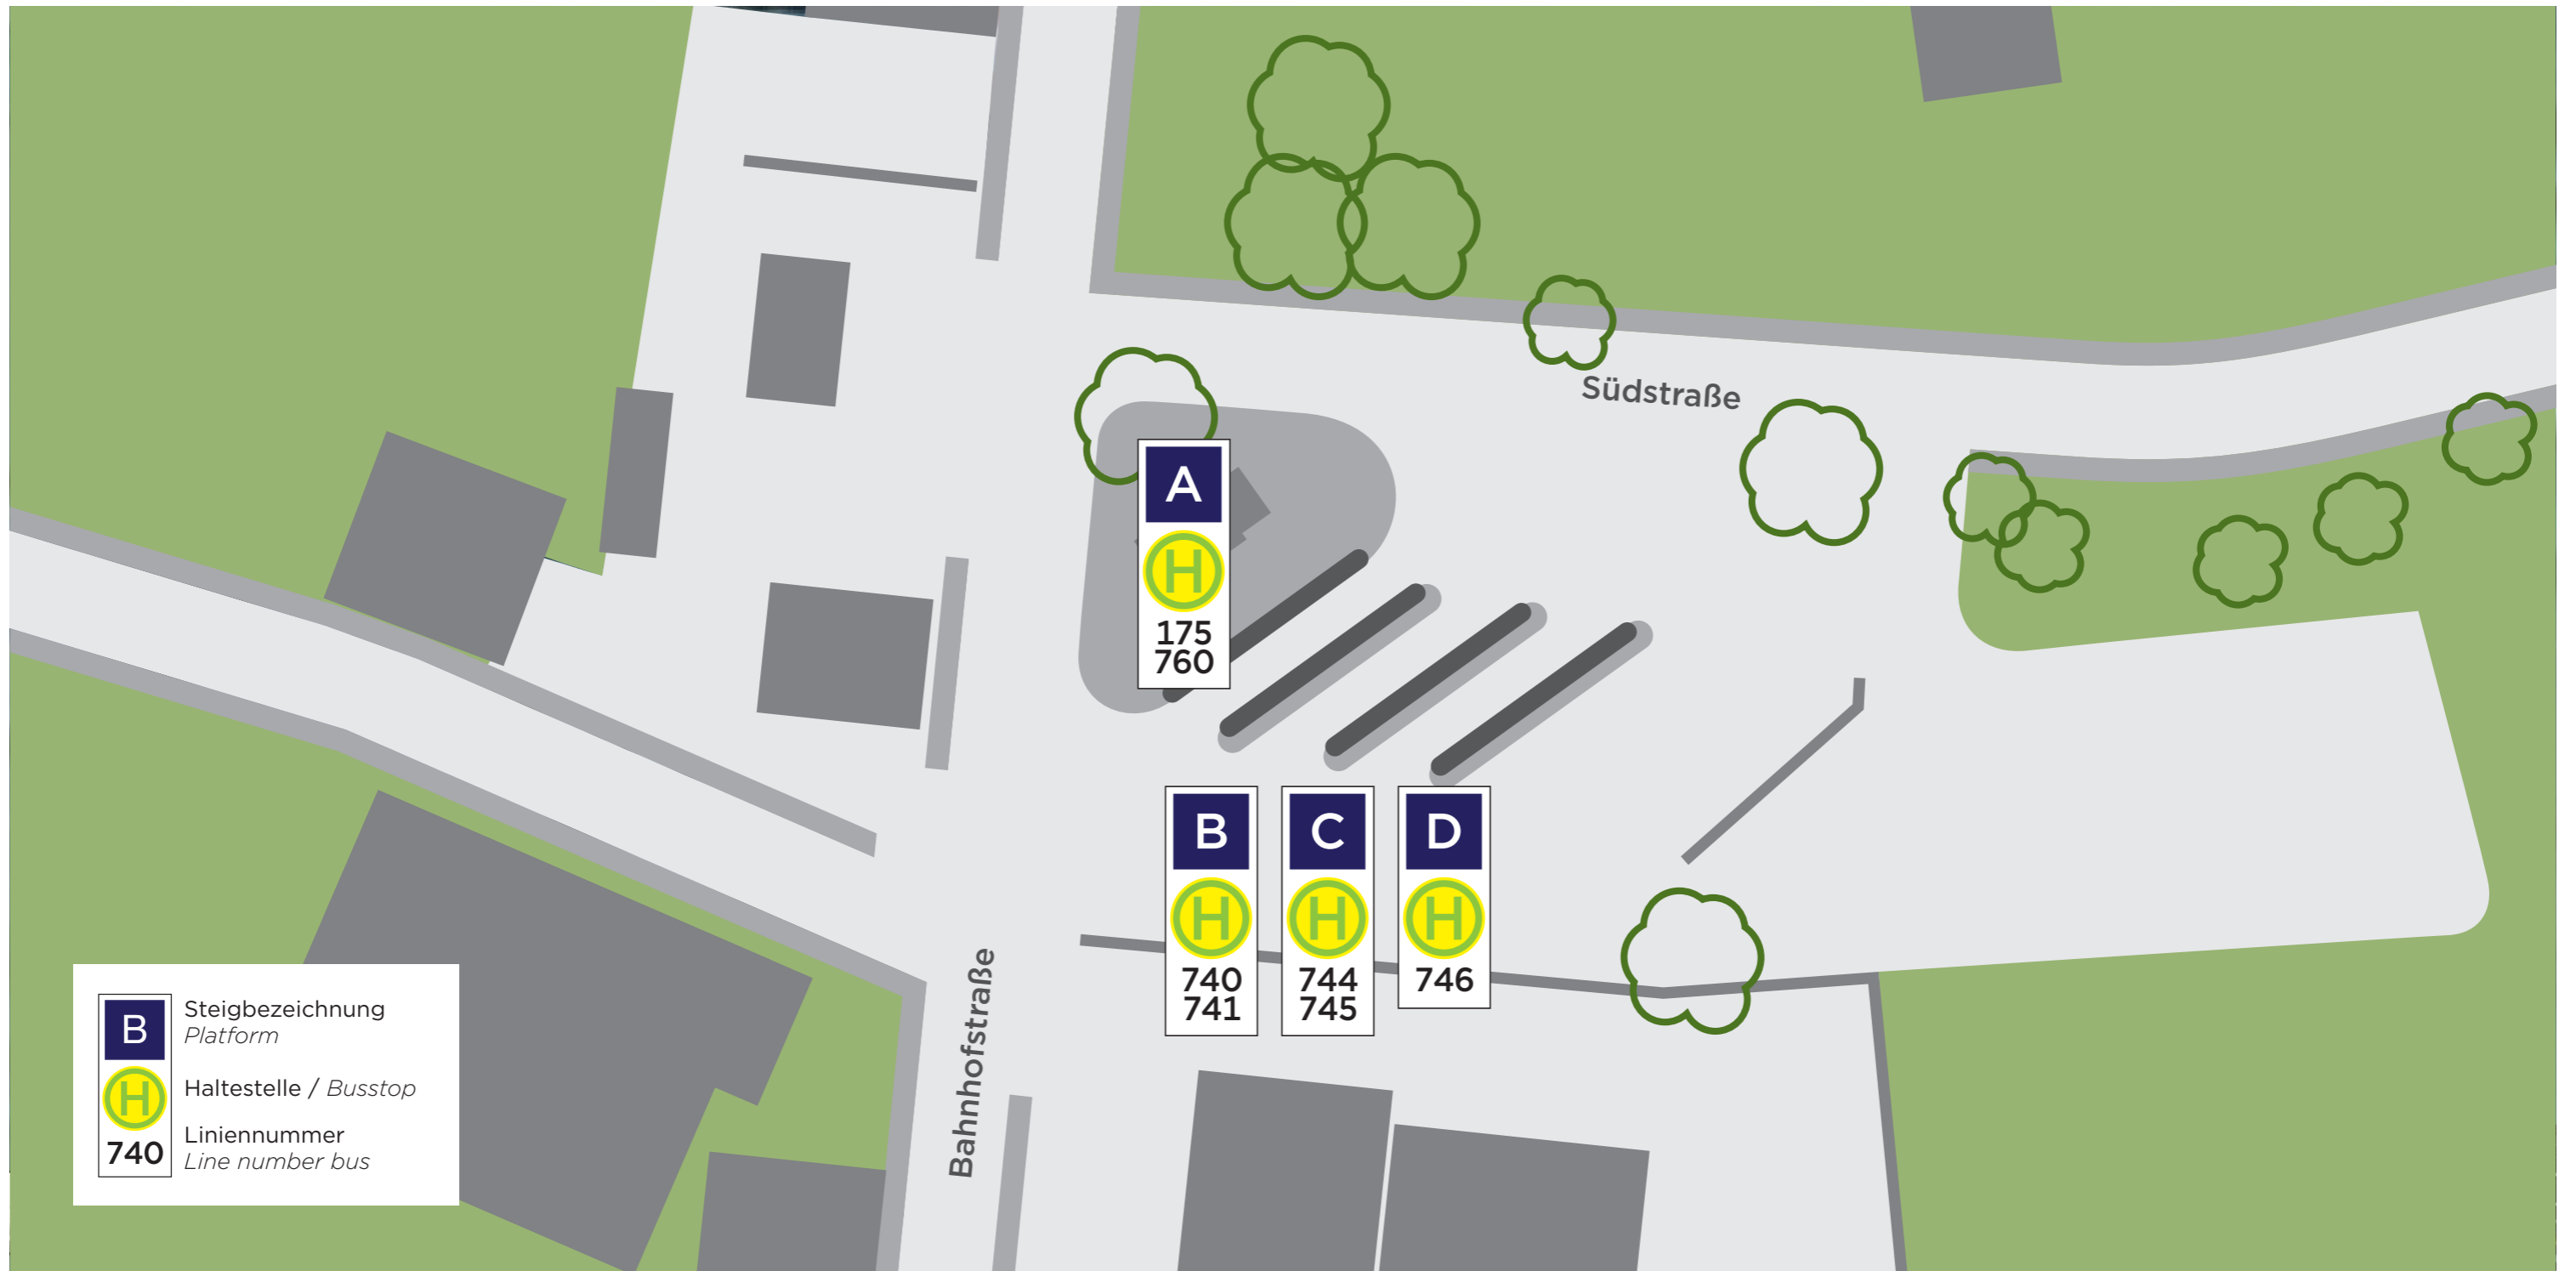 Südstraße
A
H
175
760
B
H
740
741
C
H
744
745
D
H
746
Bahnhofstraße
B
Steigbezeichnung
Platform
H
Haltestelle / Busstop
740
Liniennummer
Line number bus